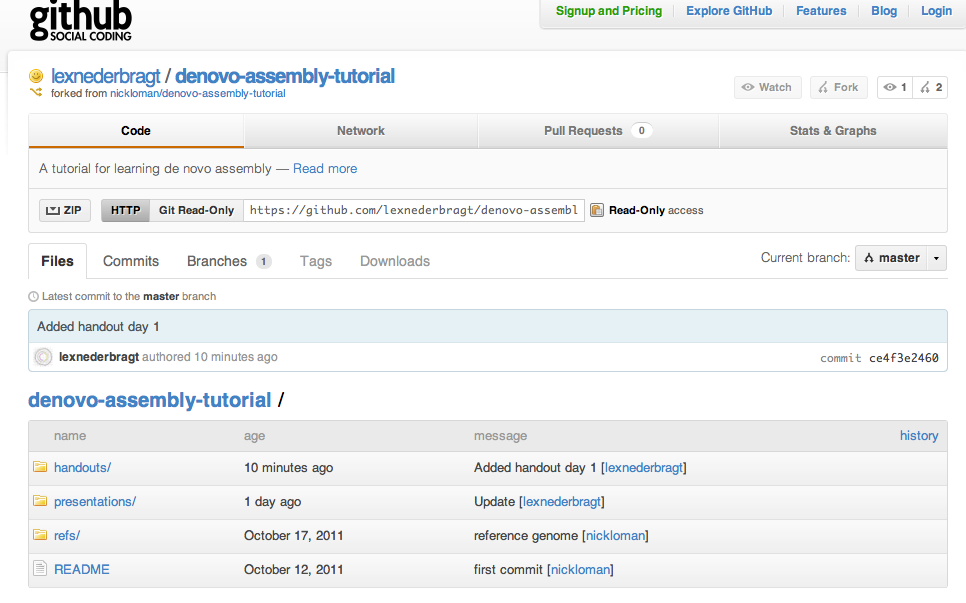 github
SOCIAL CODING
Signup and Pricing Explore GitHub Features Blog Login
lexnederbragt / denovo-assembly-tutorial
forked from nickloman/denovo-assembly-tutorial
Watch Fork 1 2
Code Network Pull Requests 0 Stats & Graphs
A tutorial for learning de novo assembly — Read more
ZIP HTTP Git Read-Only https://github.com/lexnederbragt/denovo-assembl Read-Only access
Files Commits Branches 1 Tags Downloads Current branch: master
Latest commit to the master branch
Added handout day 1
lexnederbragt authored 10 minutes ago commit ce4f3e2460
denovo-assembly-tutorial /
name age message history
handouts/ 10 minutes ago Added handout day 1 [lexnederbragt]
presentations/ 1 day ago Update [lexnederbragt]
refs/ October 17, 2011 reference genome [nickloman]
README October 12, 2011 first commit [nickloman]